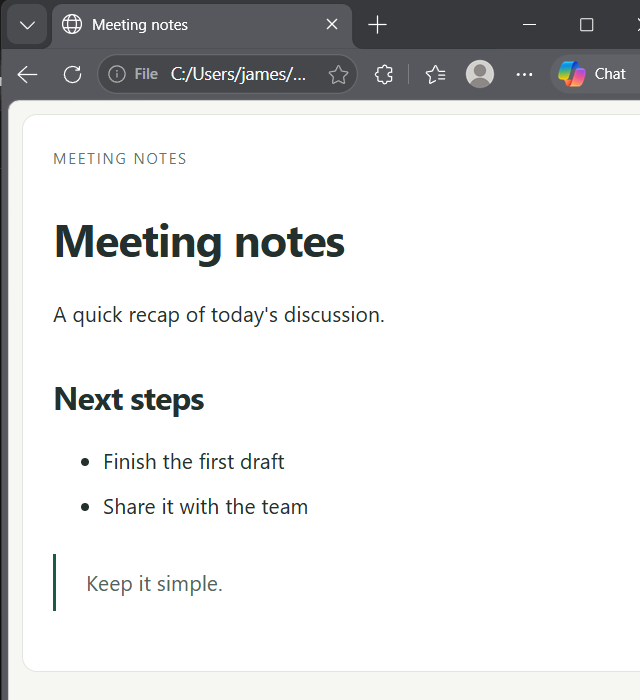 Meeting notes
File C:/Users/james/...
Chat
MEETING NOTES
Meeting notes
A quick recap of today's discussion.
Next steps
• Finish the first draft
• Share it with the team
Keep it simple.